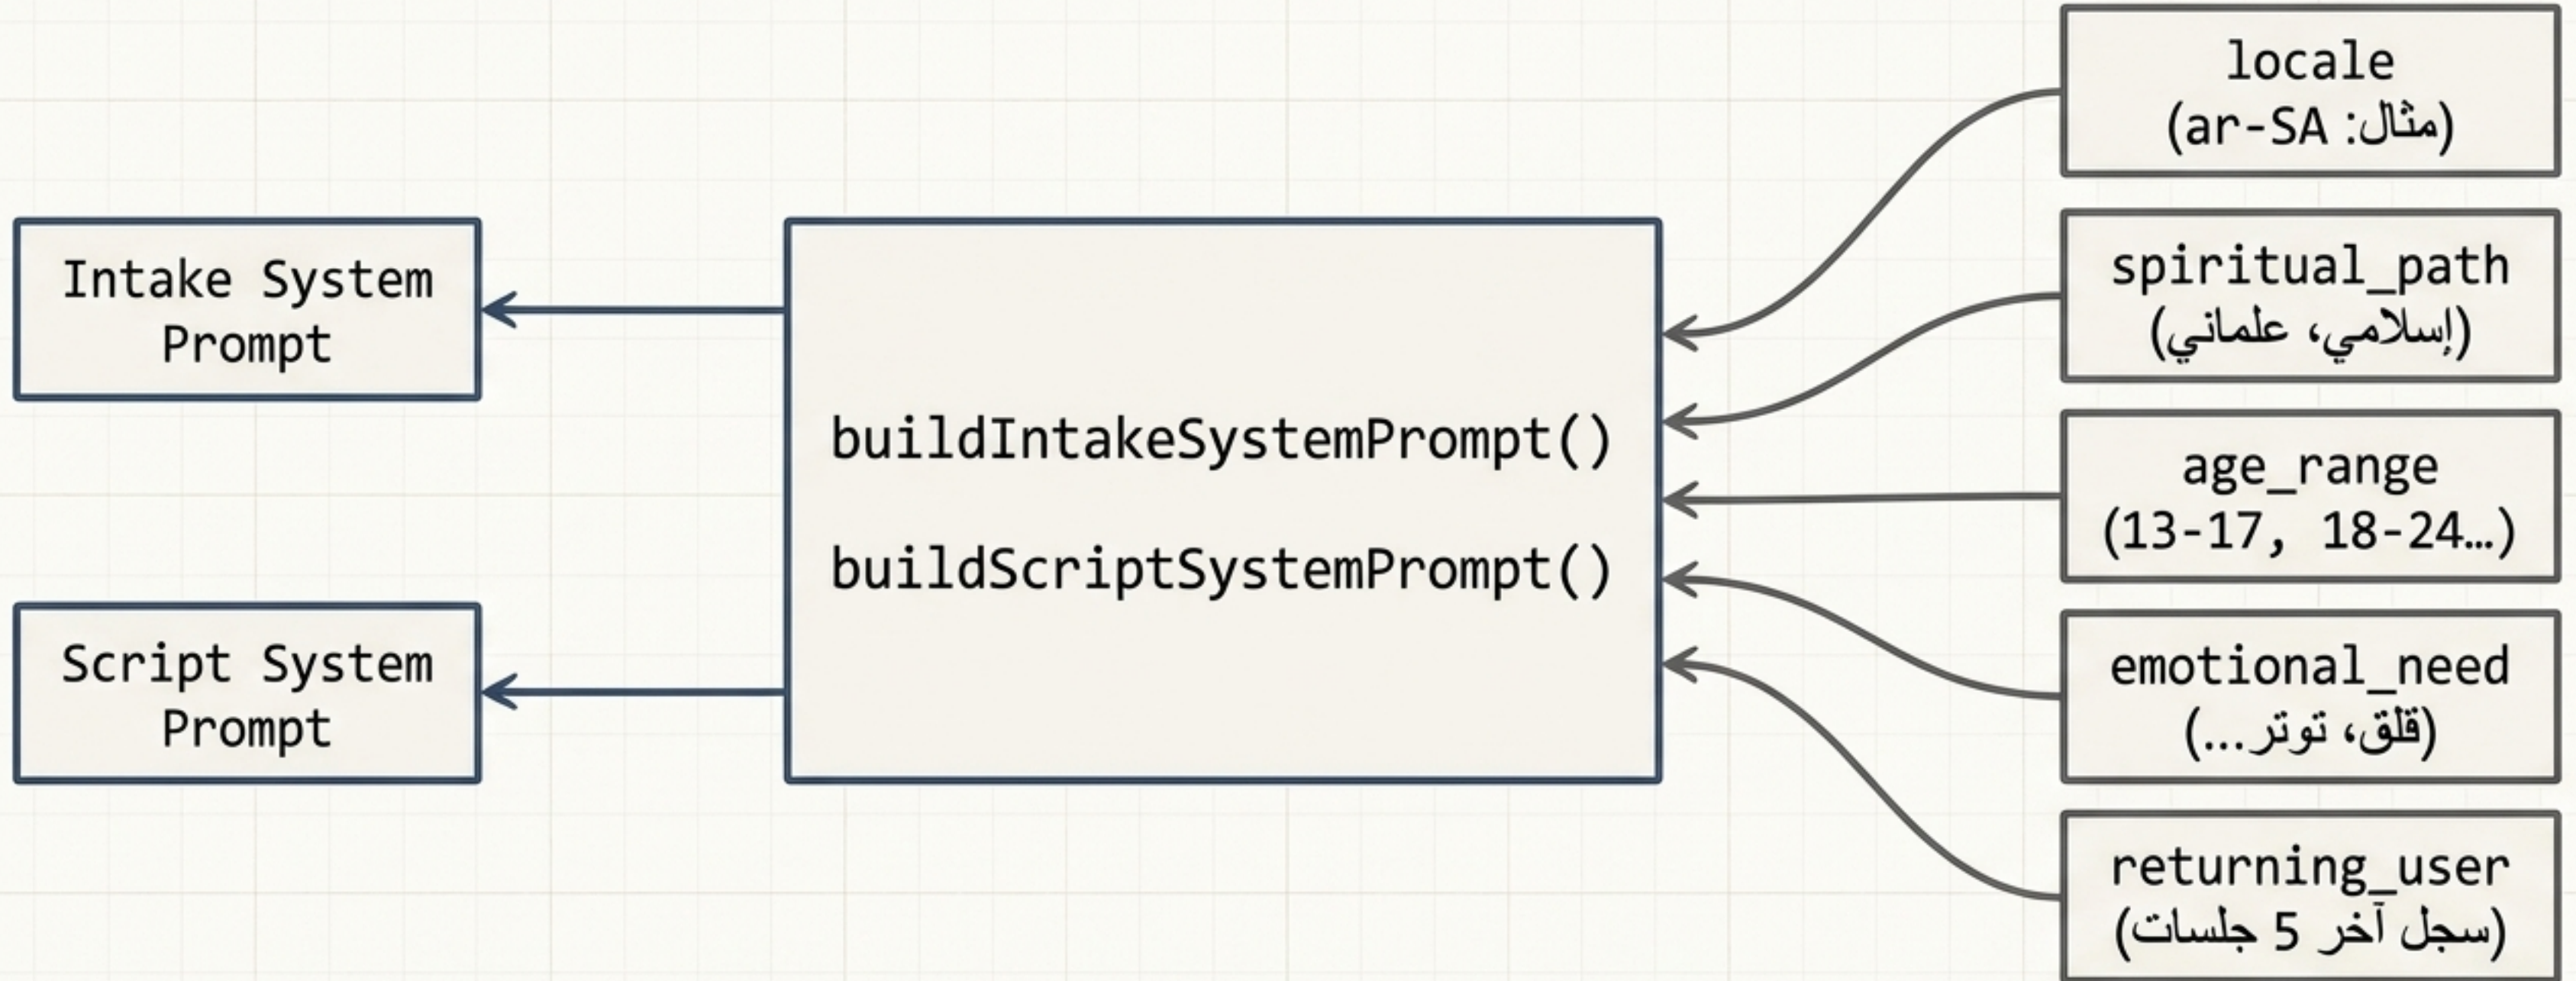 locale
(مثال: ar-SA)
spiritual_path
(إسلامي، علماني)
age_range
(13-17, 18-24…)
emotional_need
(قلق، توتر...)
returning_user
(سجل آخر 5 جلسات)
buildIntakeSystemPrompt()
buildScriptSystemPrompt()
Intake System
Prompt
Script System
Prompt